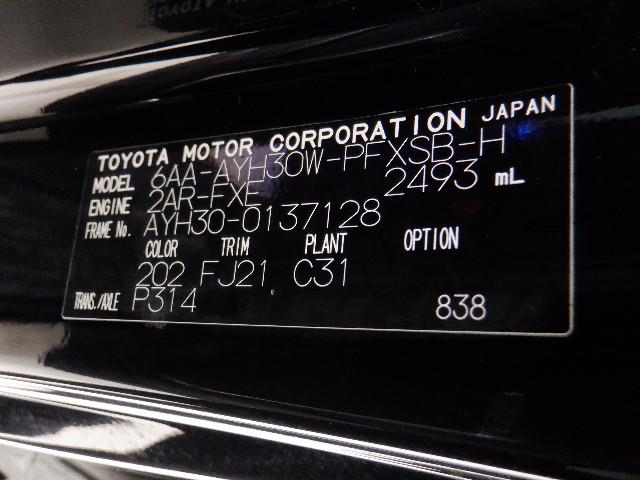 TOYOTA MOTOR CORPORATION JAPAN
MODEL 6AA-AYH30W-PFXSB-H
ENGINE 2AR-FXE 2493 mL
FRAME No. AYH30-0137128
COLOR TRIM PLANT OPTION
202 FJ21 C31
TRANS./AXLE P314 838